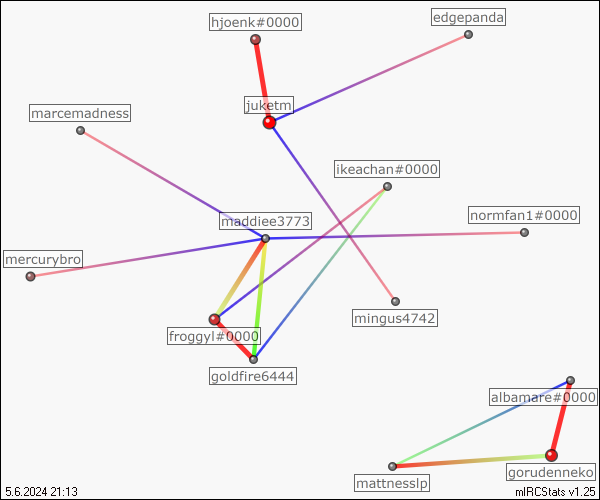 hjoenk#0000
edgepanda
juketm
marcemadness
ikeachan#0000
maddiee3773
normfan1#0000
mercurybro
mingus4742
froggyl#0000
goldfire6444
albamare#0000
gorudenneko
mattnesslp
5.6.2024 21:13
mIRCStats v1.25